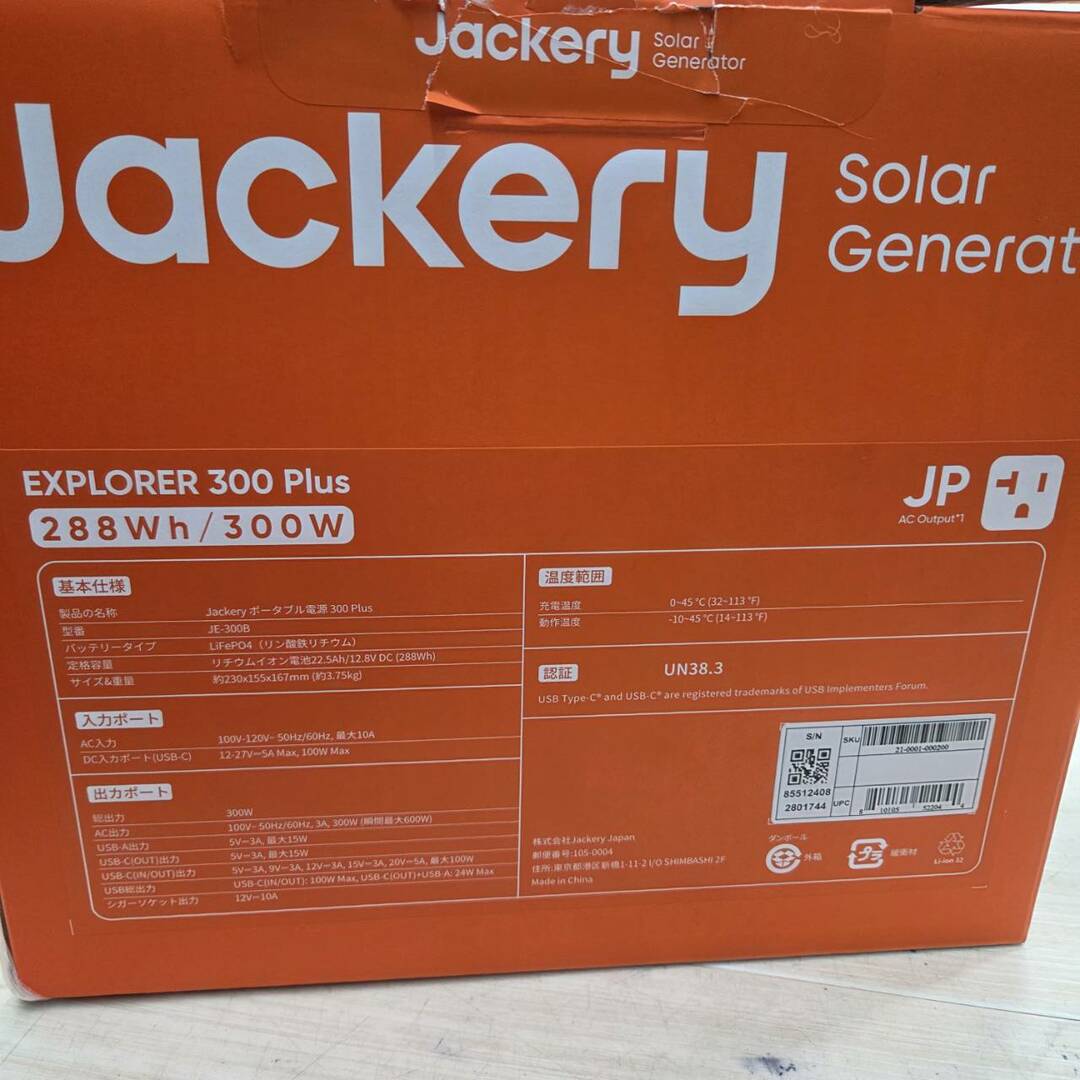 Jackery Solar Generator
Jackery Solar Generat
EXPLORER 300 Plus
288Wh/300W
JP
AC Output*1
基本仕様
製品の名称 Jackery ポータブル電源 300 Plus
型番 JE-300B
バッテリータイプ LiFePO4（リン酸鉄リチウム）
定格容量 リチウムイオン電池22.5Ah/12.8V DC (288Wh)
サイズ&重量 約230x155x167mm (約3.75kg)
入力ポート
AC入力 100V-120V~ 50Hz/60Hz, 最大10A
DC入力ポート(USB-C) 12-27V⎓5A Max, 100W Max
出力ポート
総出力 300W
AC出力 100V~ 50Hz/60Hz, 3A, 300W (瞬間最大600W)
USB-A出力 5V⎓3A, 最大15W
USB-C(OUT)出力 5V⎓3A, 最大15W
USB-C(IN/OUT)出力 5V⎓3A, 9V⎓3A, 12V⎓3A, 15V⎓3A, 20V⎓5A, 最大100W
USB総出力 USB-C(IN/OUT): 100W Max, USB-C(OUT)+USB-A: 24W Max
シガーソケット出力 12V⎓10A
温度範囲
充電温度 0~45 °C (32~113 °F)
動作温度 -10~45 °C (14~113 °F)
認証 UN38.3
USB Type-C® and USB-C® are registered trademarks of USB Implementers Forum.
S/N
85512408
2801744
SKU
21-0001-000200
UPC
8 10105 52204 4
株式会社Jackery Japan
郵便番号:105-0004
住所:東京都港区新橋1-11-2 I/O SHIMBASHI 2F
Made in China
ダンボール
外箱
プラ
緩衝材
Li-ion 12